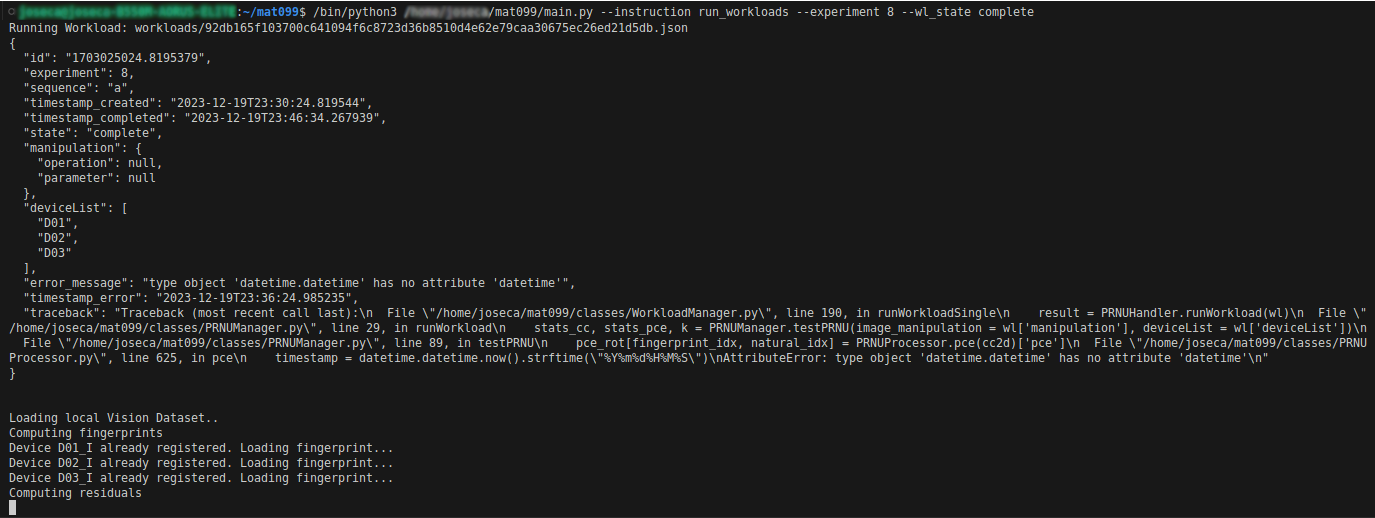 :~/mat099$ /bin/python3 /mat099/main.py --instruction run_workloads --experiment 8 --wl_state complete
Running Workload: workloads/92db165f103700c641094f6c8723d36b8510d4e62e79caa30675ec26ed21d5db.json
{
  "id": "1703025024.8195379",
  "experiment": 8,
  "sequence": "a",
  "timestamp_created": "2023-12-19T23:30:24.819544",
  "timestamp_completed": "2023-12-19T23:46:34.267939",
  "state": "complete",
  "manipulation": {
    "operation": null,
    "parameter": null
  },
  "deviceList": [
    "D01",
    "D02",
    "D03"
  ],
  "error_message": "type object 'datetime.datetime' has no attribute 'datetime'",
  "timestamp_error": "2023-12-19T23:36:24.985235",
  "traceback": "Traceback (most recent call last):\n  File \"/home/joseca/mat099/classes/WorkloadManager.py\", line 190, in runWorkloadSingle\n    result = PRNUHandler.runWorkload(wl)\n  File \"
/home/joseca/mat099/classes/PRNUManager.py\", line 29, in runWorkload\n    stats_cc, stats_pce, k = PRNUManager.testPRNU(image_manipulation = wl['manipulation'], deviceList = wl['deviceList'])\n
  File \"/home/joseca/mat099/classes/PRNUManager.py\", line 89, in testPRNU\n    pce_rot[fingerprint_idx, natural_idx] = PRNUProcessor.pce(cc2d)['pce']\n  File \"/home/joseca/mat099/classes/PRNU
Processor.py\", line 625, in pce\n    timestamp = datetime.datetime.now().strftime(\"%Y%m%d%H%M%S\")\nAttributeError: type object 'datetime.datetime' has no attribute 'datetime'\n"
}
Loading local Vision Dataset..
Computing fingerprints
Device D01_I already registered. Loading fingerprint...
Device D02_I already registered. Loading fingerprint...
Device D03_I already registered. Loading fingerprint...
Computing residuals